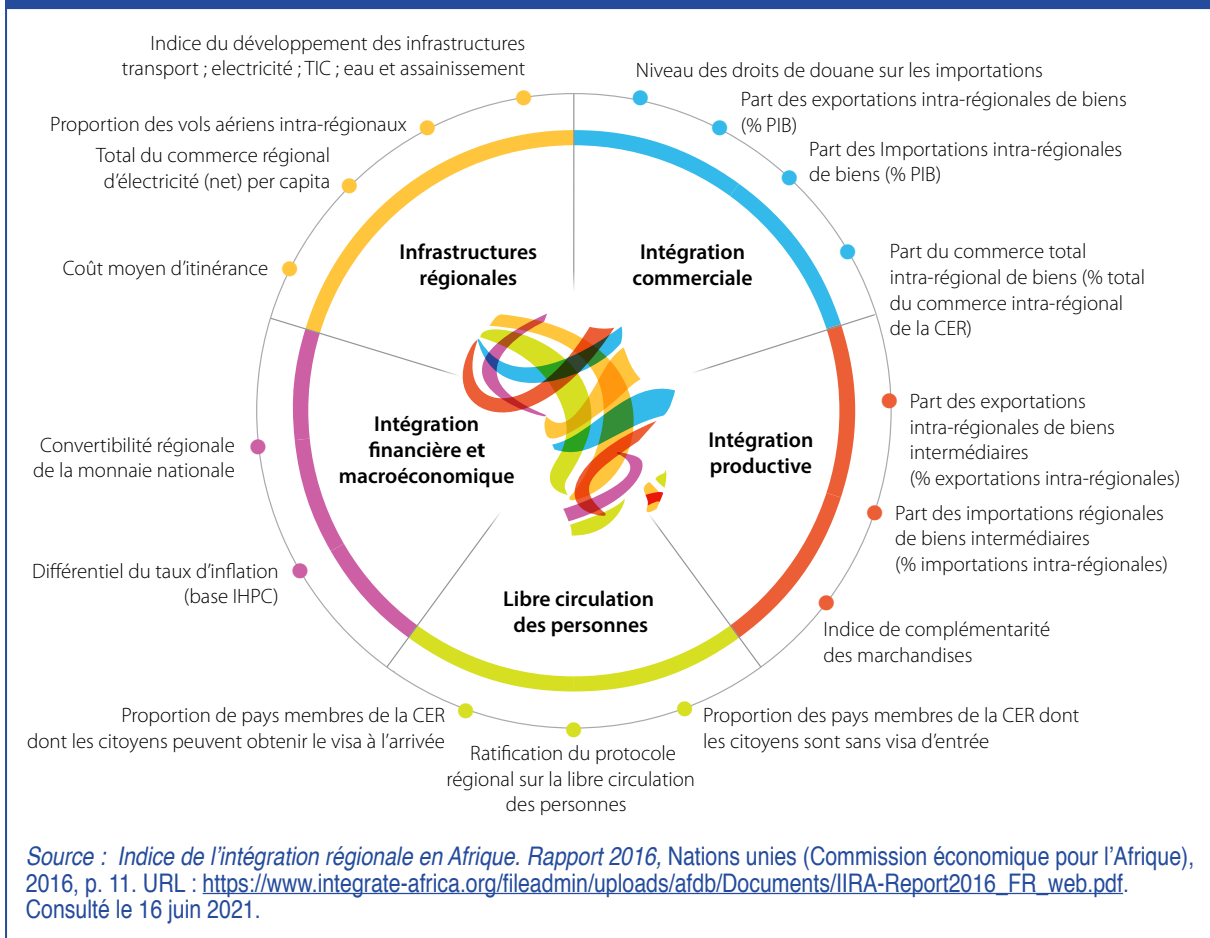 Indice du développement des infrastructures
transport ; electricité ; TIC ; eau et assainissement
Proportion des vols aériens intra-régionaux
Total du commerce régional
d'électricité (net) per capita
Coût moyen d'itinérance
Niveau des droits de douane sur les importations
Part des exportations intra-régionales de biens
(% PIB)
Part des Importations intra-régionales
de biens (% PIB)
Part du commerce total
intra-régional de biens (% total
du commerce intra-régional
de la CER)
Infrastructures
régionales
Intégration
commerciale
Intégration
financière et
macroéconomique
Intégration
productive
Libre circulation
des personnes
Part des exportations
intra-régionales de biens
intermédiaires
(% exportations intra-régionales)
Part des importations régionales
de biens intermédiaires
(% importations intra-régionales)
Indice de complémentarité
des marchandises
Convertibilité régionale
de la monnaie nationale
Différentiel du taux d'inflation
(base IHPC)
Proportion de pays membres de la CER
dont les citoyens peuvent obtenir le visa à l'arrivée
Ratification du protocole
régional sur la libre circulation
des personnes
Proportion des pays membres de la CER dont
les citoyens sont sans visa d'entrée
Source : Indice de l'intégration régionale en Afrique. Rapport 2016, Nations unies (Commission économique pour l'Afrique),
2016, p. 11. URL : https://www.integrate-africa.org/fileadmin/uploads/afdb/Documents/IIRA-Report2016_FR_web.pdf.
Consulté le 16 juin 2021.